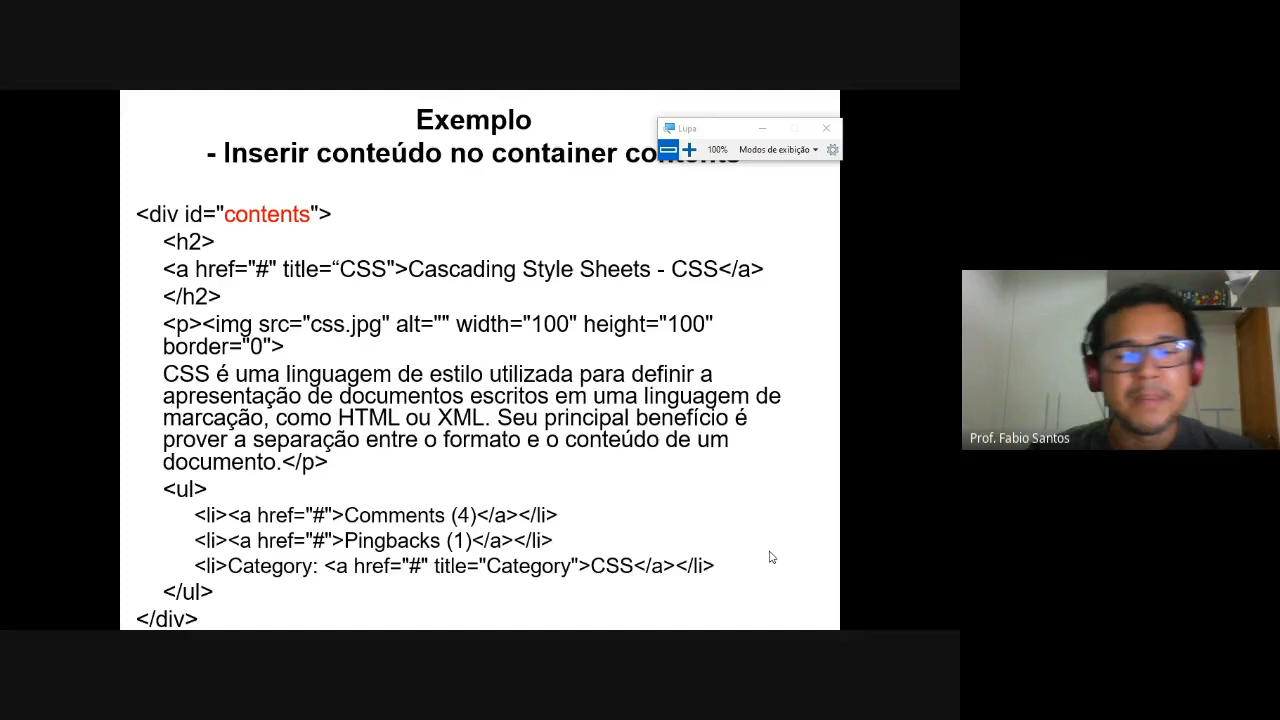 Exemplo
- Inserir conteúdo no container contents
Lupa
100% Modos de exibição
<div id="contents">
<h2>
<a href="#" title=“CSS">Cascading Style Sheets - CSS</a>
</h2>
<p><img src="css.jpg" alt="" width="100" height="100"
border="0">
CSS é uma linguagem de estilo utilizada para definir a
apresentação de documentos escritos em uma linguagem de
marcação, como HTML ou XML. Seu principal benefício é
prover a separação entre o formato e o conteúdo de um
documento.</p>
<ul>
<li><a href="#">Comments (4)</a></li>
<li><a href="#">Pingbacks (1)</a></li>
<li>Category: <a href="#" title="Category">CSS</a></li>
</ul>
</div>
Prof. Fabio Santos